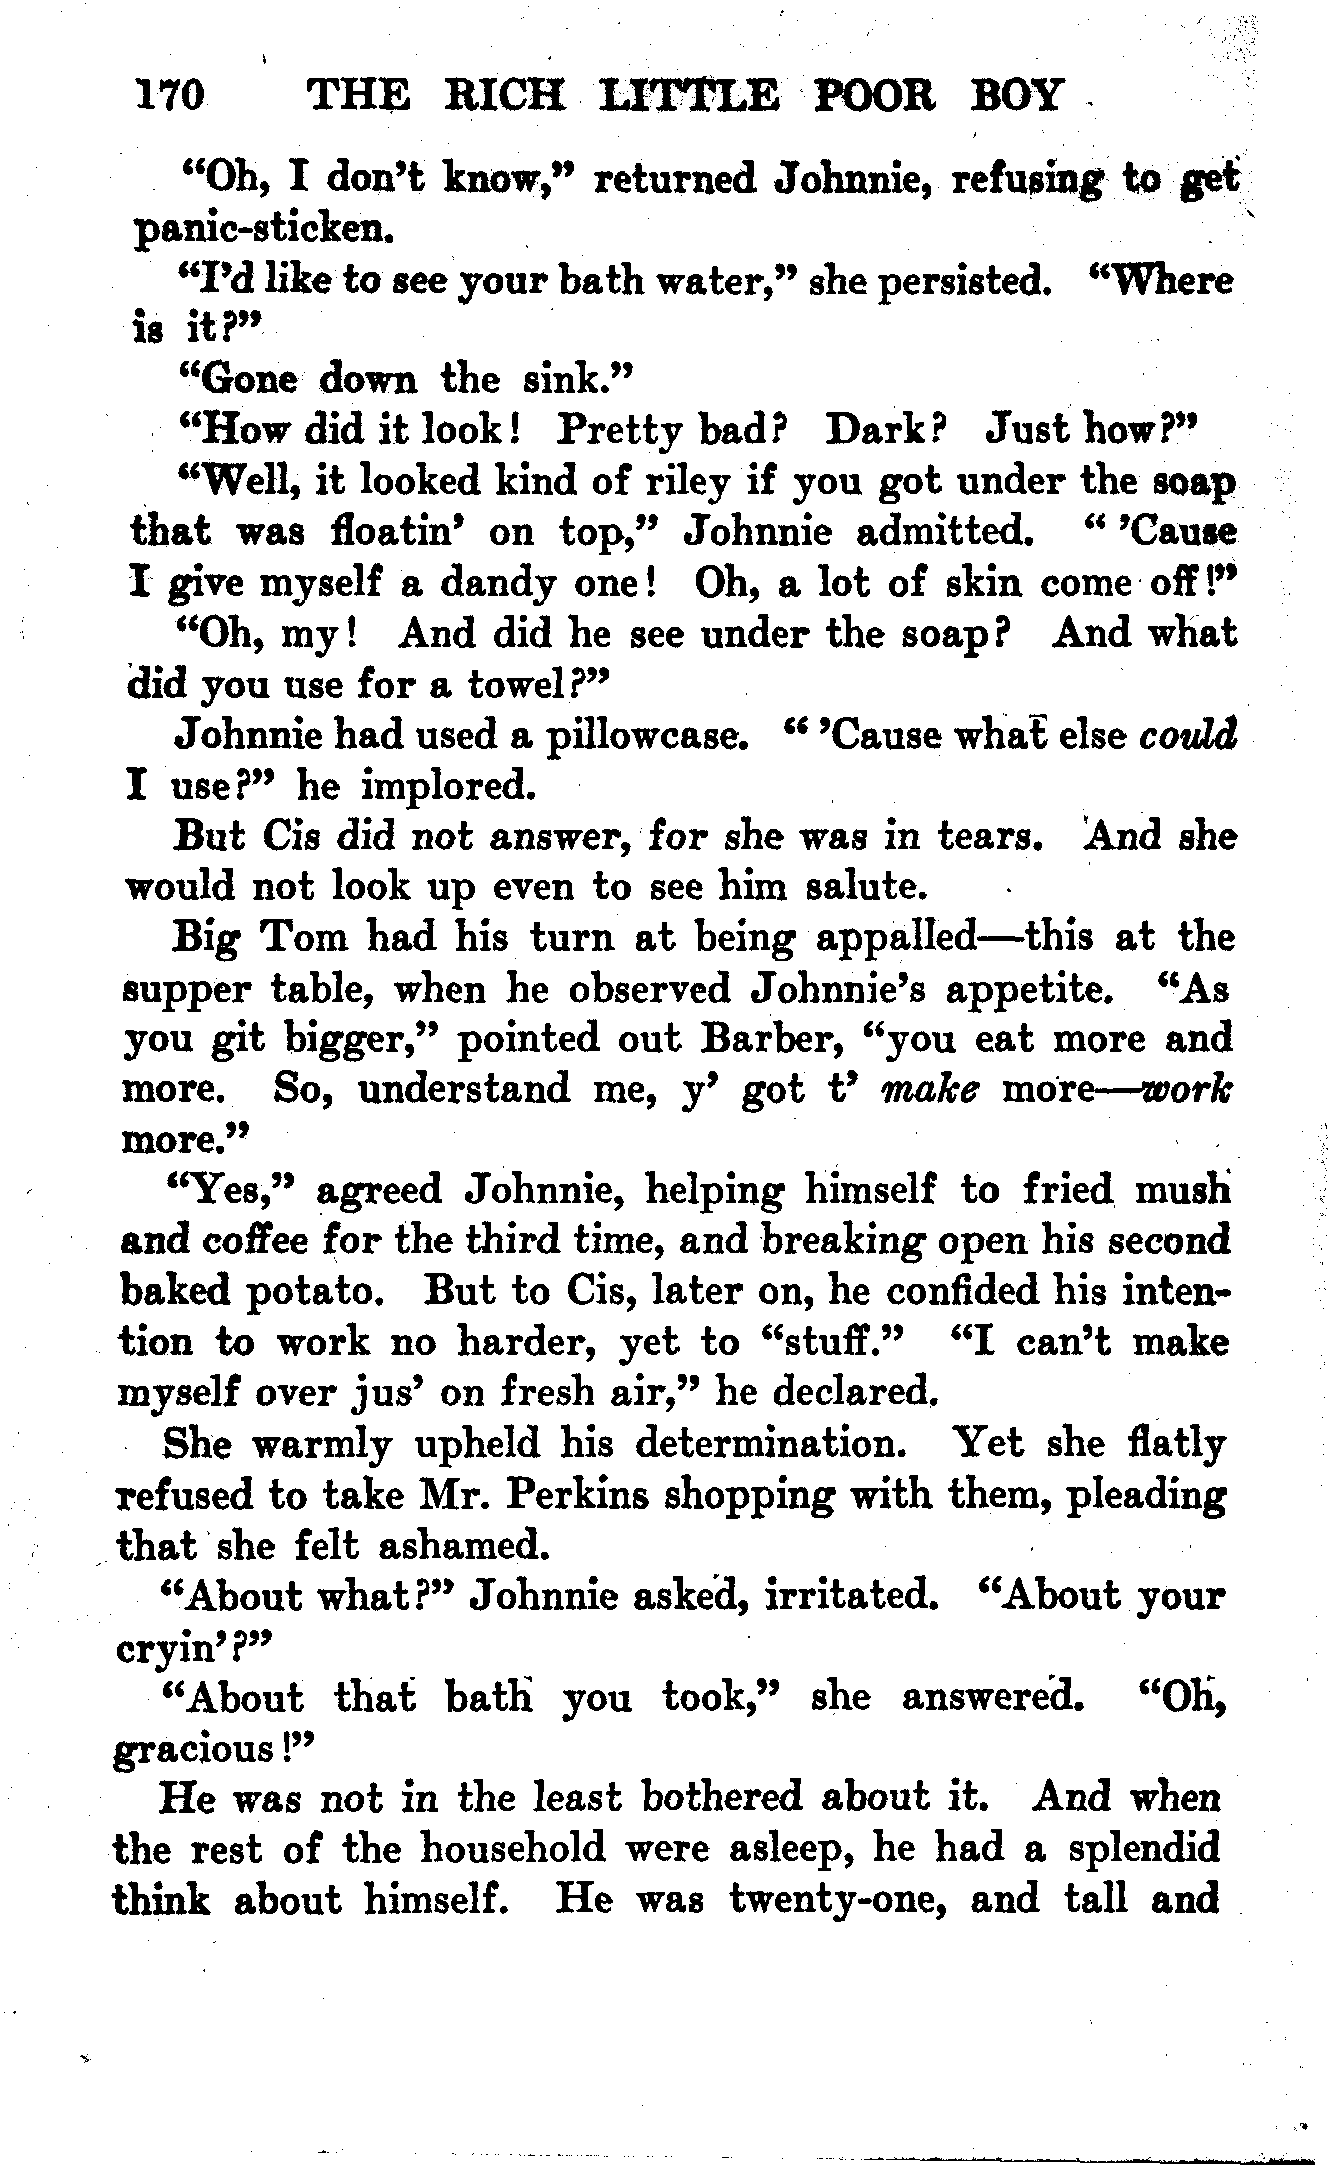 170 THE RICH LITTLE POOR BOY
“Oh, I don’t know,” returned Johnnie, refusing to get
panic-sticken.
“I’d like to see your bath water,” she persisted. “Where
is it?”
“Gone down the sink.”
“How did it look! Pretty bad? Dark? Just how?”
“Well, it looked kind of riley if you got under the soap
that was floatin’ on top,” Johnnie admitted. “ ’Cause
I give myself a dandy one! Oh, a lot of skin come off!”
“Oh, my! And did he see under the soap? And what
did you use for a towel?”
Johnnie had used a pillowcase. “ ’Cause what else could
I use?” he implored.
But Cis did not answer, for she was in tears. And she
would not look up even to see him salute.
Big Tom had his turn at being appalled—this at the
supper table, when he observed Johnnie’s appetite. “As
you git bigger,” pointed out Barber, “you eat more and
more. So, understand me, y’ got t’ make more—work
more.”
“Yes,” agreed Johnnie, helping himself to fried mush
and coffee for the third time, and breaking open his second
baked potato. But to Cis, later on, he confided his inten-
tion to work no harder, yet to “stuff.” “I can’t make
myself over jus’ on fresh air,” he declared.
She warmly upheld his determination. Yet she flatly
refused to take Mr. Perkins shopping with them, pleading
that she felt ashamed.
“About what?” Johnnie asked, irritated. “About your
cryin’?”
“About that bath you took,” she answered. “Oh,
gracious!”
He was not in the least bothered about it. And when
the rest of the household were asleep, he had a splendid
think about himself. He was twenty-one, and tall and